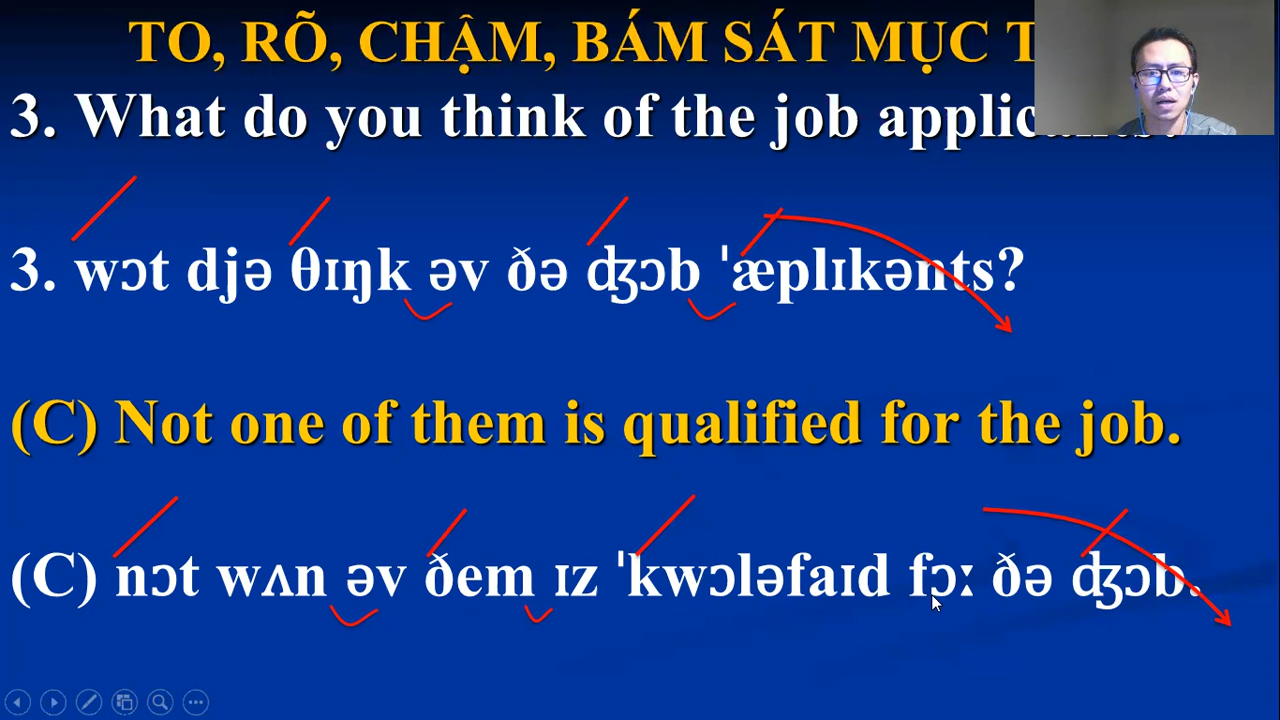 TO, RÕ, CHẬM, BÁM SÁT MỤC
3. What do you think of the job
3. wɔt djə θɪŋk əv ðə ʤɔb ˈæplɪkənts?
(C) Not one of them is qualified for the job.
(C) nɔt wʌn əv ðem ɪz ˈkwɔləfaɪd fɔː ðə ʤɔb.